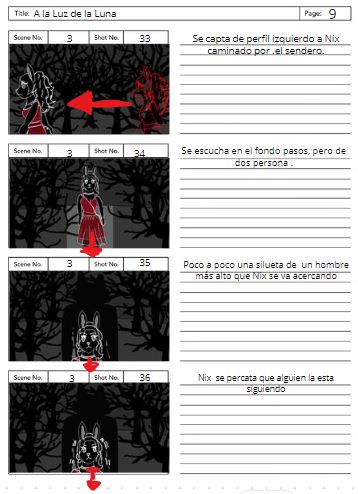 Title: A la Luz de la Luna
Page: 9
Scene No. 3 Shot No. 33
Se capta de perfil izquierdo a Nix
caminado por .el sendero.
Scene No. 3 Shot No. 34
Se escucha en el fondo pasos, pero de
dos persona .
Scene No. 3 Shot No. 35
Poco a poco una silueta de un hombre
más alto que Nix se va acercando
Scene No. 3 Shot No. 36
Nix se percata que alguien la esta
siguiendo